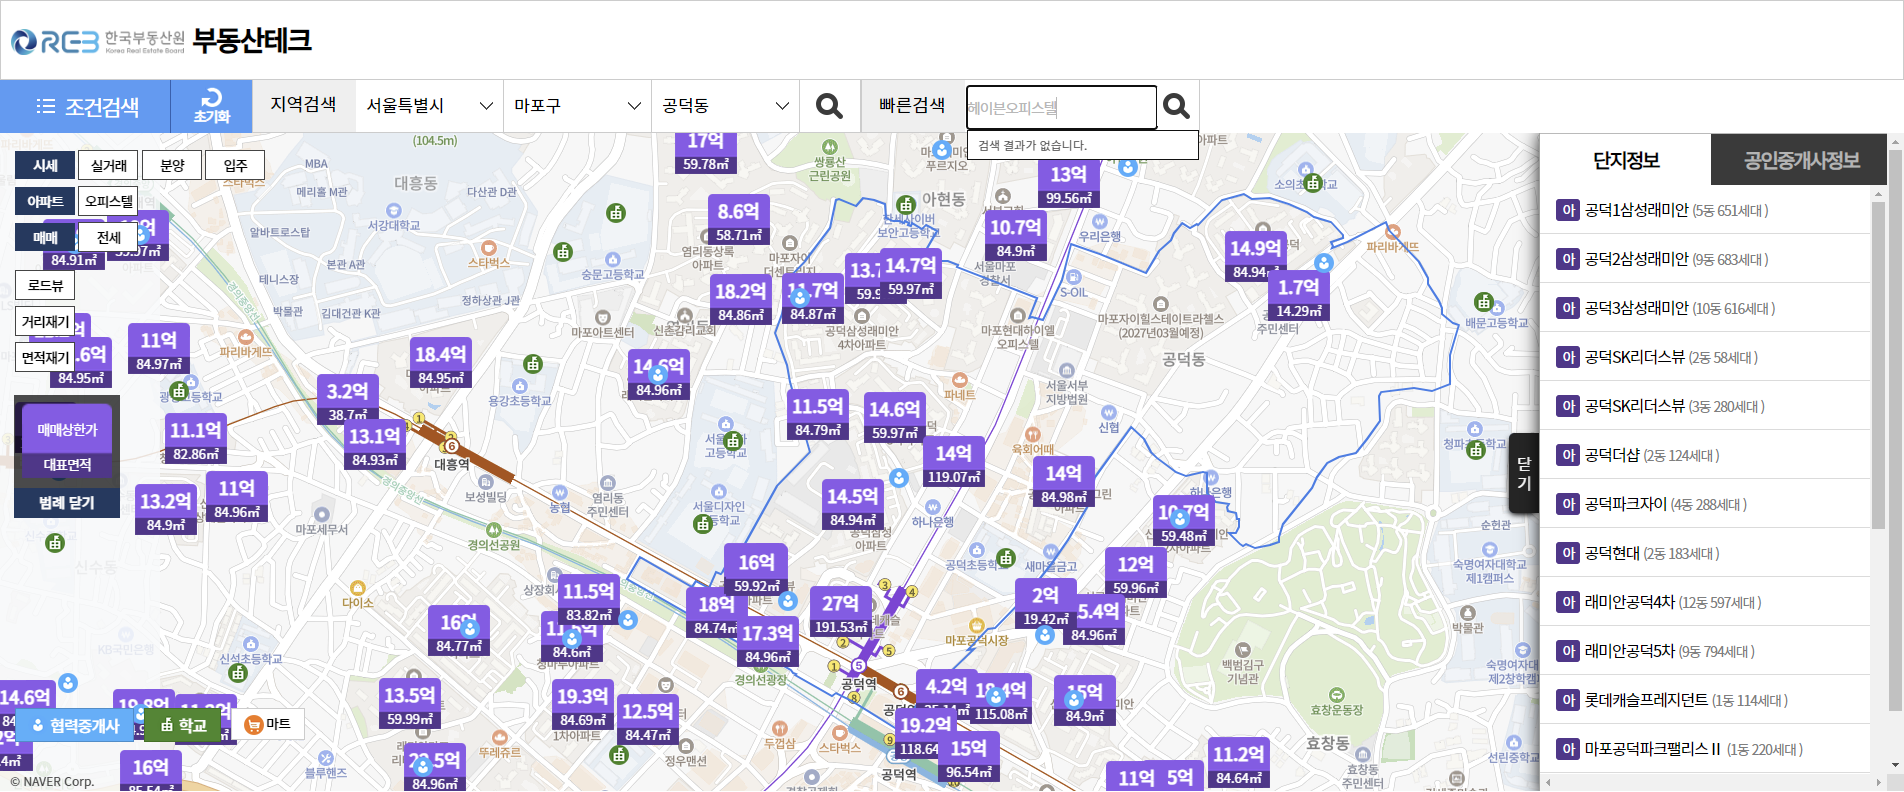 REB 한국부동산원 부동산테크
Korea Real Estate Board
조건검색
초기화
지역검색
서울특별시
마포구
공덕동
빠른검색
헤이븐오피스텔
검색 결과가 없습니다.
시세
실거래
분양
입주
아파트
오피스텔
매매
전세
로드뷰
거리재기
면적재기
매매상한가
대표면적
범례 닫기
협력중개사
학교
마트
© NAVER Corp.
(104.5m)
MBA
메리홀 M관
대흥동
다산관 D관
서강대학교
알바트로스탑
본관 A관
테니스장
정하상관 J관
박물관
김대건관 K관
스타벅스
숭문고등학교
파리바게뜨
마포아트센터
신촌감리교회
용강초등학교
경의중앙선
대흥역
보성빌딩
농협
염리동
주민센터
마포세무서
경의선공원
다이소
신수동
신석초등학교
KB국민은행
경의선광장
뚜레쥬르
블루핸즈
정우맨션
두껍삼
스타벅스
공덕역
공덕역
쌍룡산
근린공원
아현동
염리동상록
아파트
서울마포
경찰서
우리은행
S-OIL
공덕삼성래미안
4차아파트
마포현대하이엘
오피스텔
마포자이힐스테이트라첼스
(2027년03월예정)
공덕동
서울서부
지방법원
파네트
신협
육회어때
하나은행
서울디자인
고등학교
공덕초등학교
새마을금고
마포공덕시장
소의초등학교
파리바게뜨
배문고등학교
청파초등학교
순헌관
숙명여자대학교
제1캠퍼스
박물관
백범김구
기념관
효창운동장
효창동
효창동
주민센터
선린중학교
17억
59.78㎡
8.6억
58.71㎡
18.2억
84.86㎡
11.7억
84.87㎡
14.7억
59.97㎡
13억
99.56㎡
10.7억
84.9㎡
14.9억
84.94㎡
1.7억
14.29㎡
84.91㎡
84.95㎡
11억
84.97㎡
18.4억
84.95㎡
3.2억
38.7㎡
13.1억
84.93㎡
11.1억
82.86㎡
13.2억
84.9㎡
11억
84.96㎡
84.96㎡
11.5억
84.79㎡
14.6억
59.97㎡
14억
119.07㎡
14.5억
84.94㎡
14억
84.98㎡
59.48㎡
12억
59.96㎡
2억
19.42㎡
5.4억
84.96㎡
16억
59.92㎡
18억
84.74㎡
17.3억
84.96㎡
27억
191.53㎡
11.5억
83.82㎡
84.6㎡
84.77㎡
13.5억
59.99㎡
19.3억
84.69㎡
12.5억
84.47㎡
84.96㎡
14.6억
16억
4.2억
115.08㎡
84.9㎡
19.2억
118.64
15억
96.54㎡
11억
5억
11.2억
84.64㎡
닫기
단지정보
공인중개사정보
아 공덕1삼성래미안 (5동 651세대 )
아 공덕2삼성래미안 (9동 683세대 )
아 공덕3삼성래미안 (10동 616세대 )
아 공덕SK리더스뷰 (2동 58세대 )
아 공덕SK리더스뷰 (3동 280세대 )
아 공덕더샵 (2동 124세대 )
아 공덕파크자이 (4동 288세대 )
아 공덕현대 (2동 183세대 )
아 래미안공덕4차 (12동 597세대 )
아 래미안공덕5차 (9동 794세대 )
아 롯데캐슬프레지던트 (1동 114세대 )
아 마포공덕파크팰리스Ⅱ (1동 220세대 )